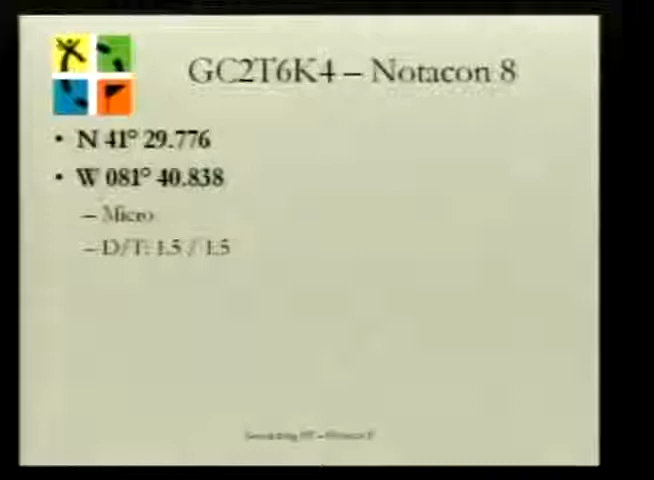 GC2T6K4 – Notacon 8
• N 41° 29.776
• W 081° 40.838
– Micro
– D/T: 1.5 / 1.5